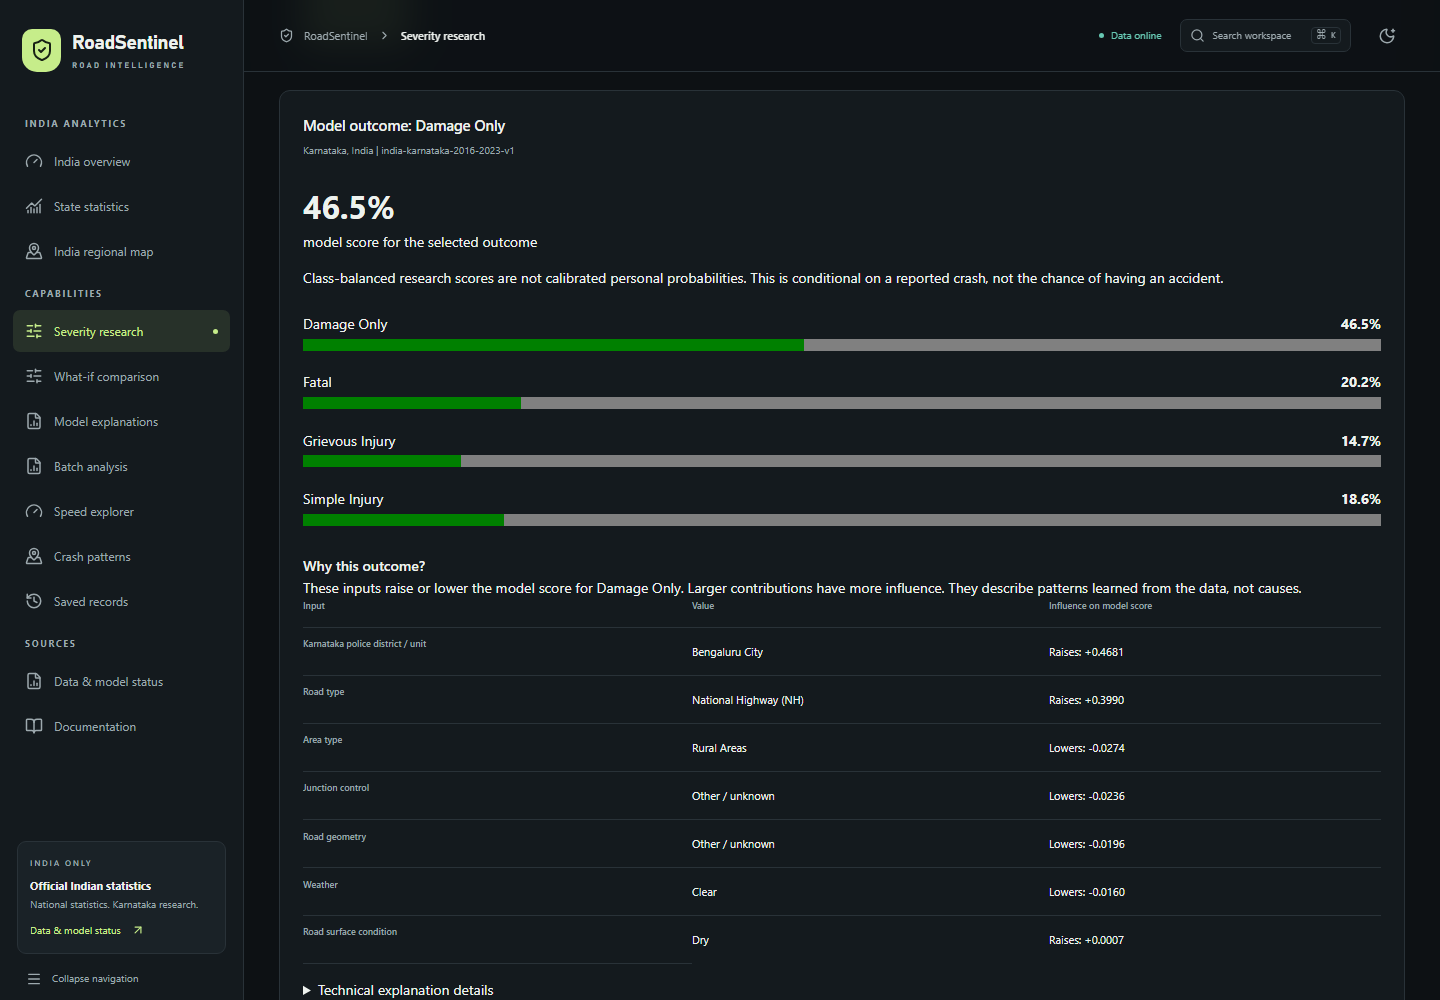 RoadSentinel
ROAD INTELLIGENCE
INDIA ANALYTICS
India overview
State statistics
India regional map
CAPABILITIES
Severity research
What-if comparison
Model explanations
Batch analysis
Speed explorer
Crash patterns
Saved records
SOURCES
Data & model status
Documentation
INDIA ONLY
Official Indian statistics
National statistics. Karnataka research.
Data & model status
Collapse navigation
RoadSentinel > Severity research
Data online
Search workspace ⌘ K
Model outcome: Damage Only
Karnataka, India | india-karnataka-2016-2023-v1
46.5%
model score for the selected outcome
Class-balanced research scores are not calibrated personal probabilities. This is conditional on a reported crash, not the chance of having an accident.
Damage Only 46.5%
Fatal 20.2%
Grievous Injury 14.7%
Simple Injury 18.6%
Why this outcome?
These inputs raise or lower the model score for Damage Only. Larger contributions have more influence. They describe patterns learned from the data, not causes.
Input Value Influence on model score
Karnataka police district / unit Bengaluru City Raises: +0.4681
Road type National Highway (NH) Raises: +0.3990
Area type Rural Areas Lowers: -0.0274
Junction control Other / unknown Lowers: -0.0236
Road geometry Other / unknown Lowers: -0.0196
Weather Clear Lowers: -0.0160
Road surface condition Dry Raises: +0.0007
Technical explanation details